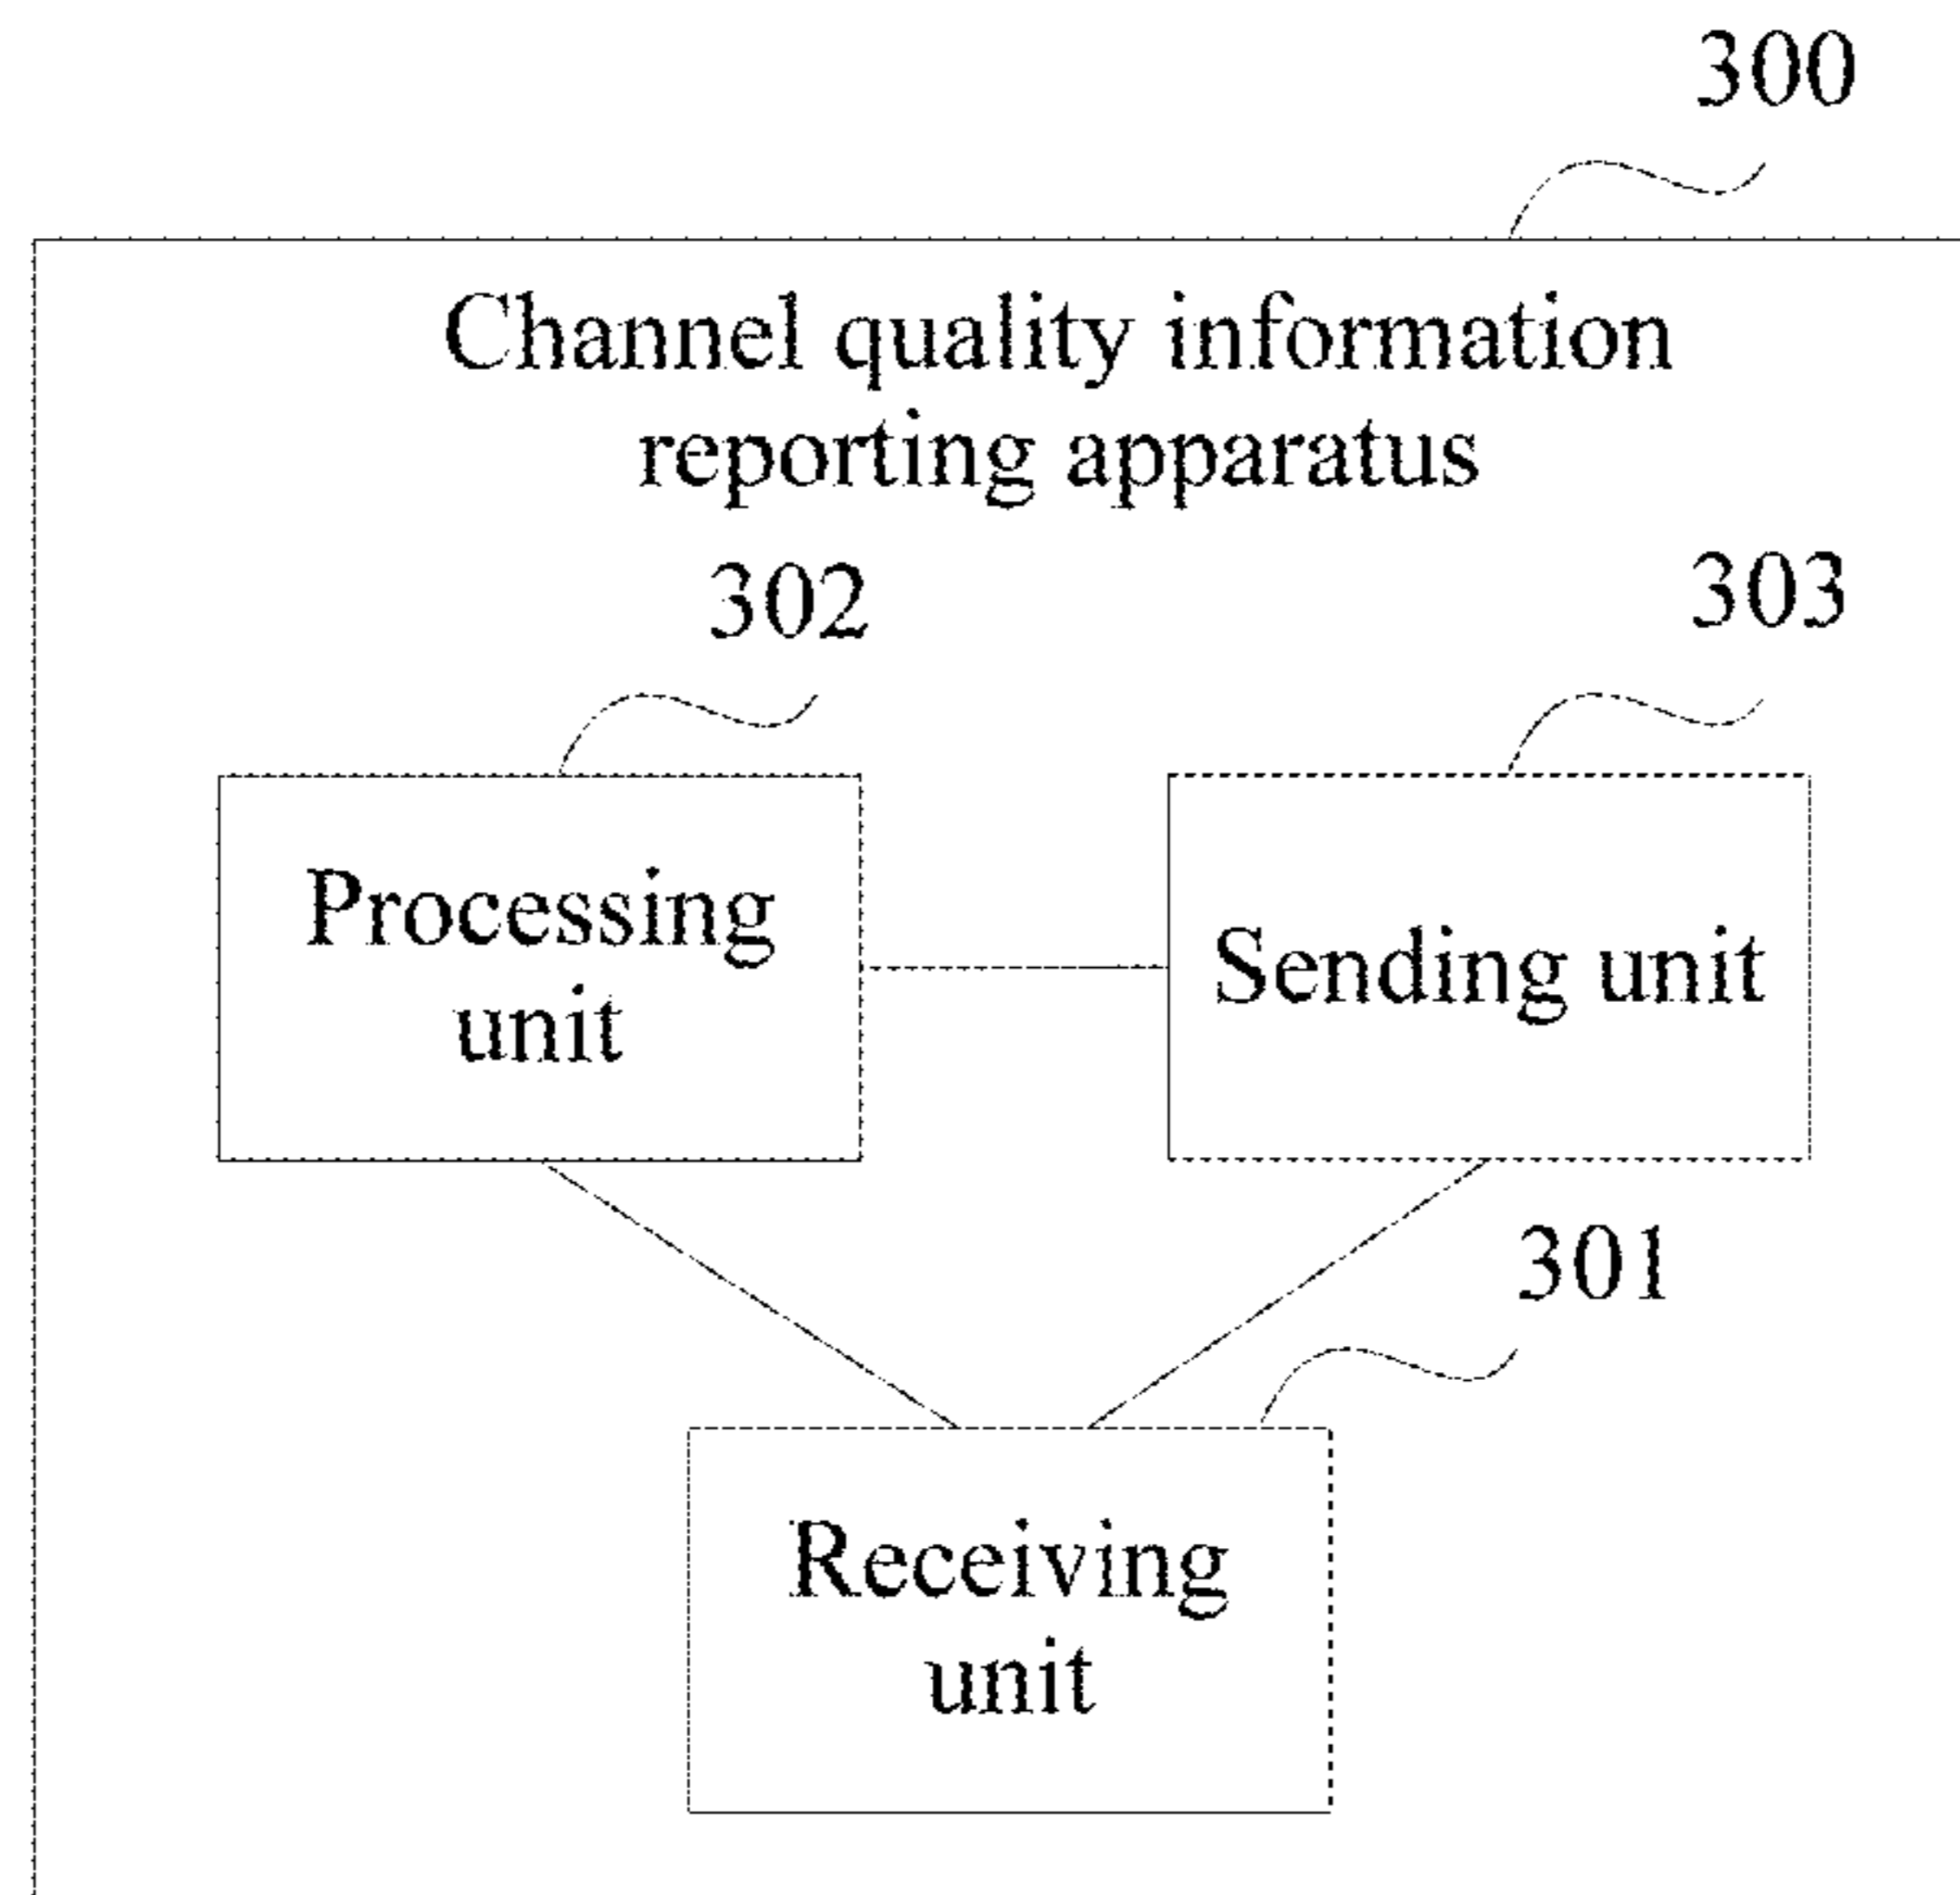 300
Channel quality information
reporting apparatus
302
303
Processing
unit
Sending unit
301
Receiving
unit